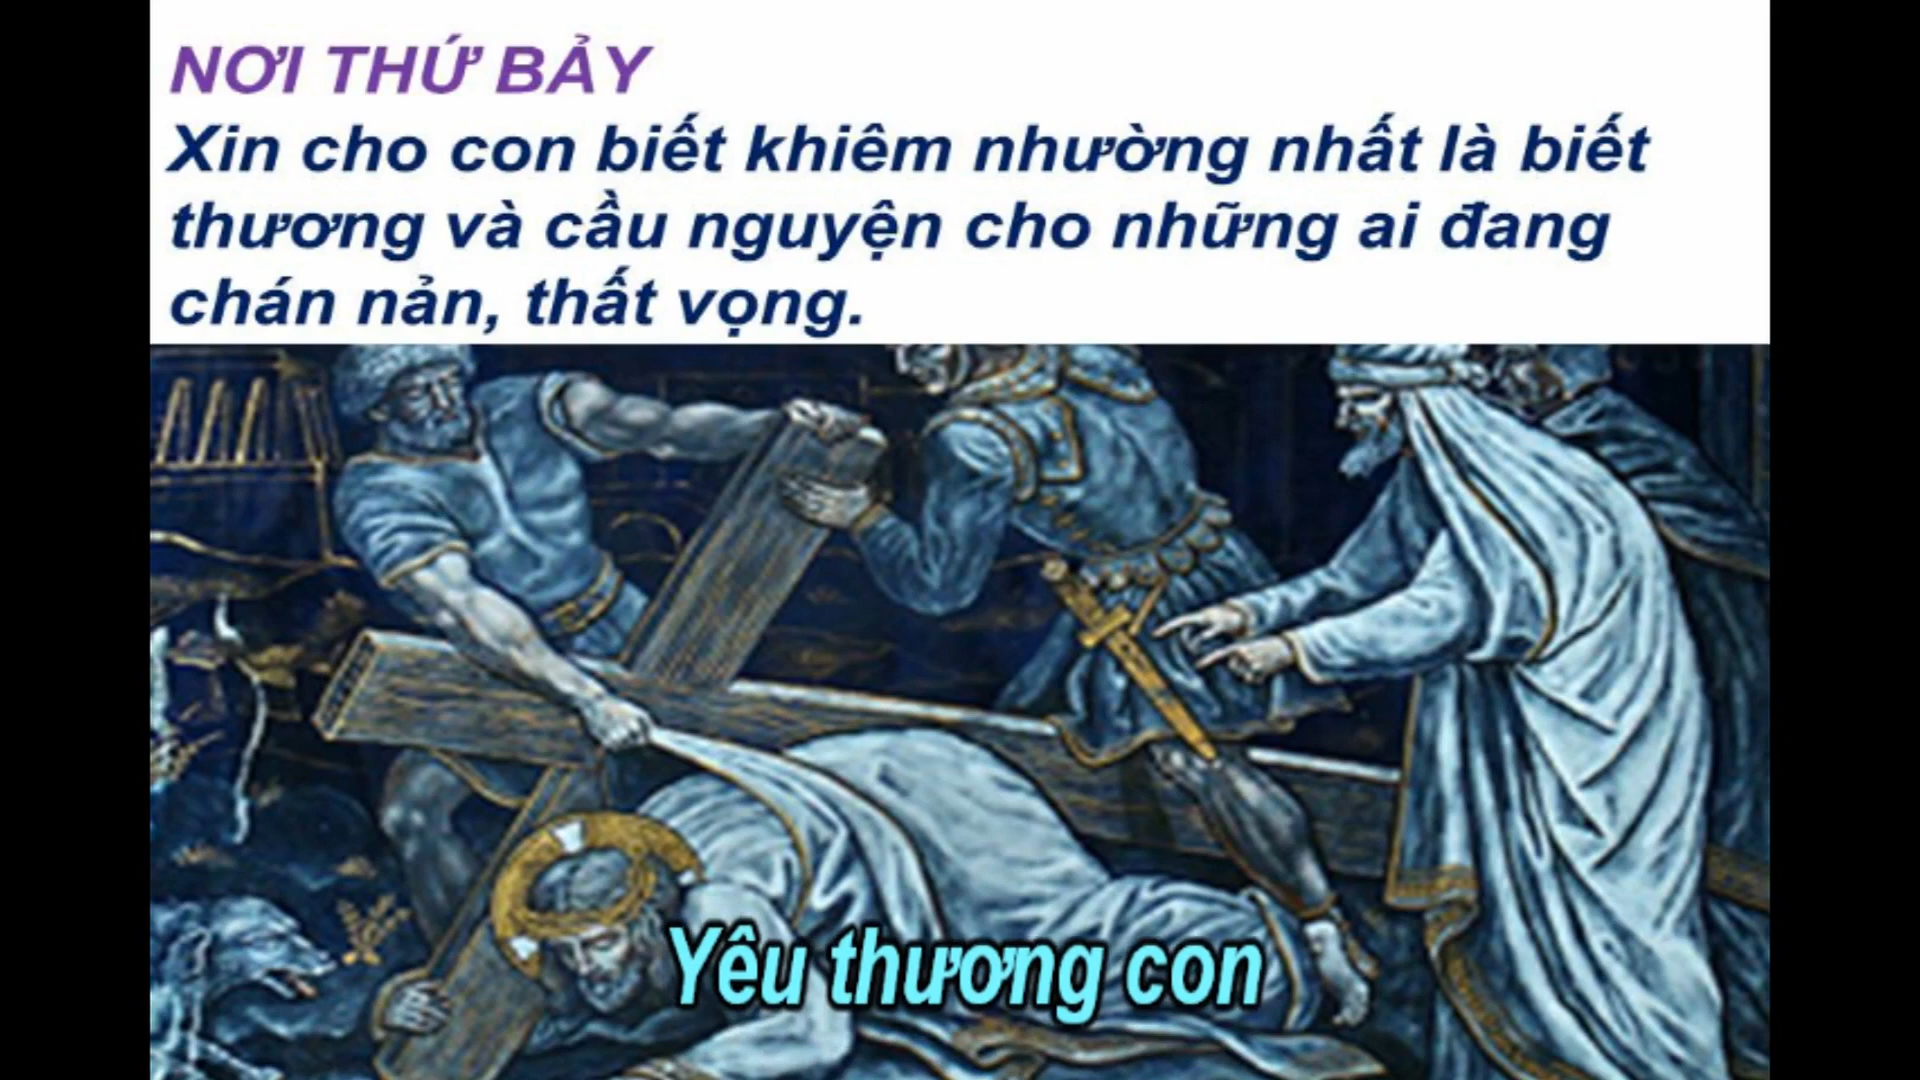 NƠI THỨ BẢY
Xin cho con biết khiêm nhường nhất là biết
thương và cầu nguyện cho những ai đang
chán nản, thất vọng.
Yêu thương con